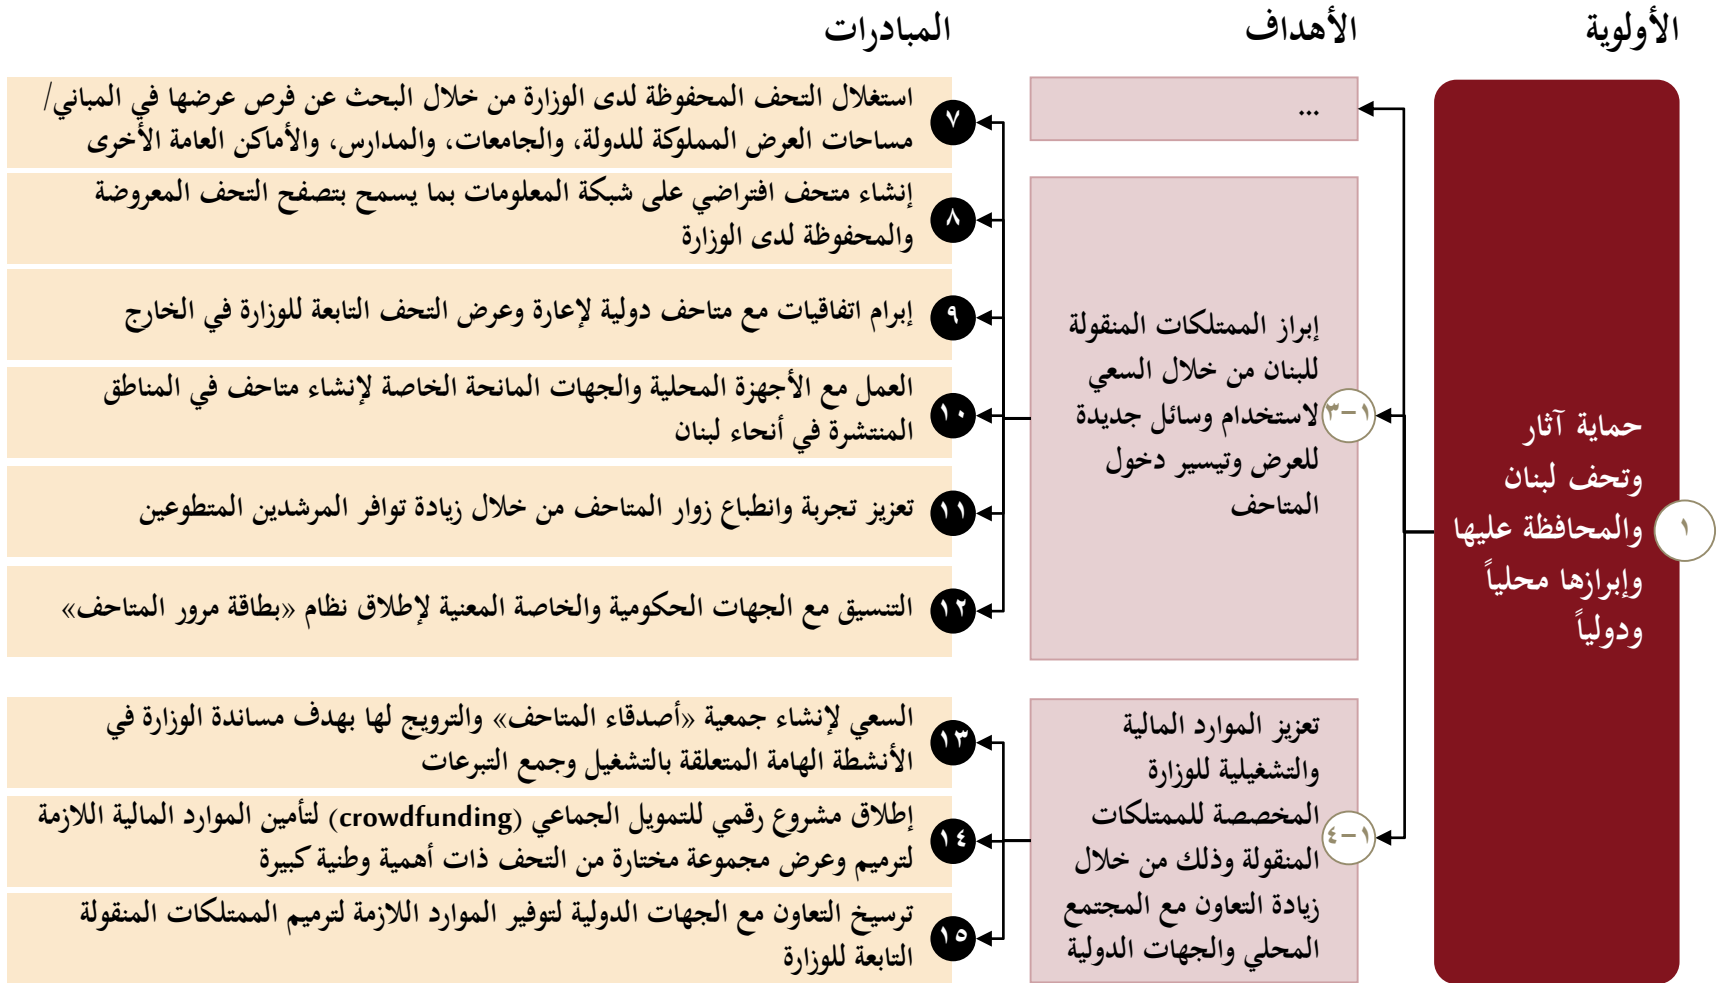 الأولوية
الأهداف
المبادرات
١
حماية آثار
وتحف لبنان
والمحافظة عليها
وإبرازها محلياً
ودولياً
...
١-٣
إبراز الممتلكات المنقولة
للبنان من خلال السعي
لاستخدام وسائل جديدة
للعرض وتيسير دخول
المتاحف
٧
استغلال التحف المحفوظة لدى الوزارة من خلال البحث عن فرص عرضها في المباني/
مساحات العرض المملوكة للدولة، والجامعات، والمدارس، والأماكن العامة الأخرى
٨
إنشاء متحف افتراضي على شبكة المعلومات بما يسمح بتصفح التحف المعروضة
والمحفوظة لدى الوزارة
٩
إبرام اتفاقيات مع متاحف دولية لإعارة وعرض التحف التابعة للوزارة في الخارج
١٠
العمل مع الأجهزة المحلية والجهات المانحة الخاصة لإنشاء متاحف في المناطق
المنتشرة في أنحاء لبنان
١١
تعزيز تجربة وانطباع زوار المتاحف من خلال زيادة توافر المرشدين المتطوعين
١٢
التنسيق مع الجهات الحكومية والخاصة المعنية لإطلاق نظام «بطاقة مرور المتاحف»
١-٤
تعزيز الموارد المالية
والتشغيلية للوزارة
المخصصة للممتلكات
المنقولة وذلك من خلال
زيادة التعاون مع المجتمع
المحلي والجهات الدولية
١٣
السعي لإنشاء جمعية «أصدقاء المتاحف» والترويج لها بهدف مساندة الوزارة في
الأنشطة الهامة المتعلقة بالتشغيل وجمع التبرعات
١٤
إطلاق مشروع رقمي للتمويل الجماعي (crowdfunding) لتأمين الموارد المالية اللازمة
لترميم وعرض مجموعة مختارة من التحف ذات أهمية وطنية كبيرة
١٥
ترسيخ التعاون مع الجهات الدولية لتوفير الموارد اللازمة لترميم الممتلكات المنقولة
التابعة للوزارة